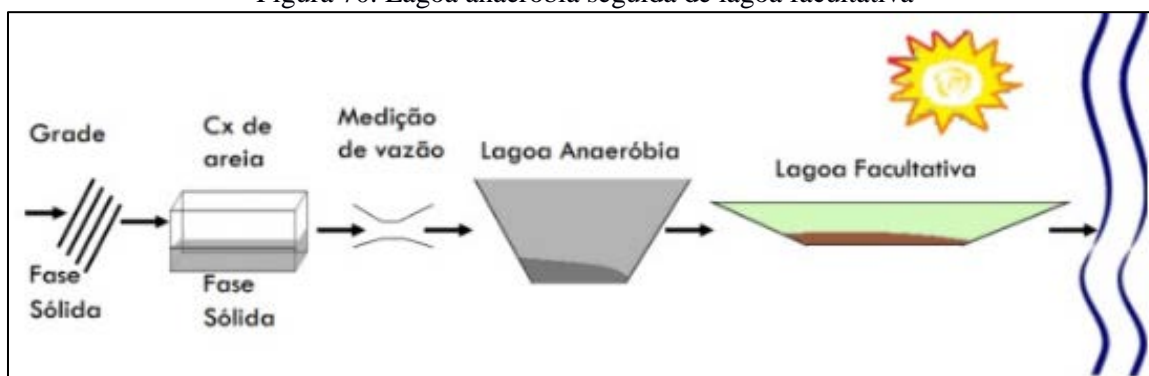 Figura 70. Lagoa anaeróbia seguida de lagoa facultativa
Grade
Fase
Sólida
Cx de
areia
Fase
Sólida
Medição
de vazão
Lagoa Anaeróbia
Lagoa Facultativa